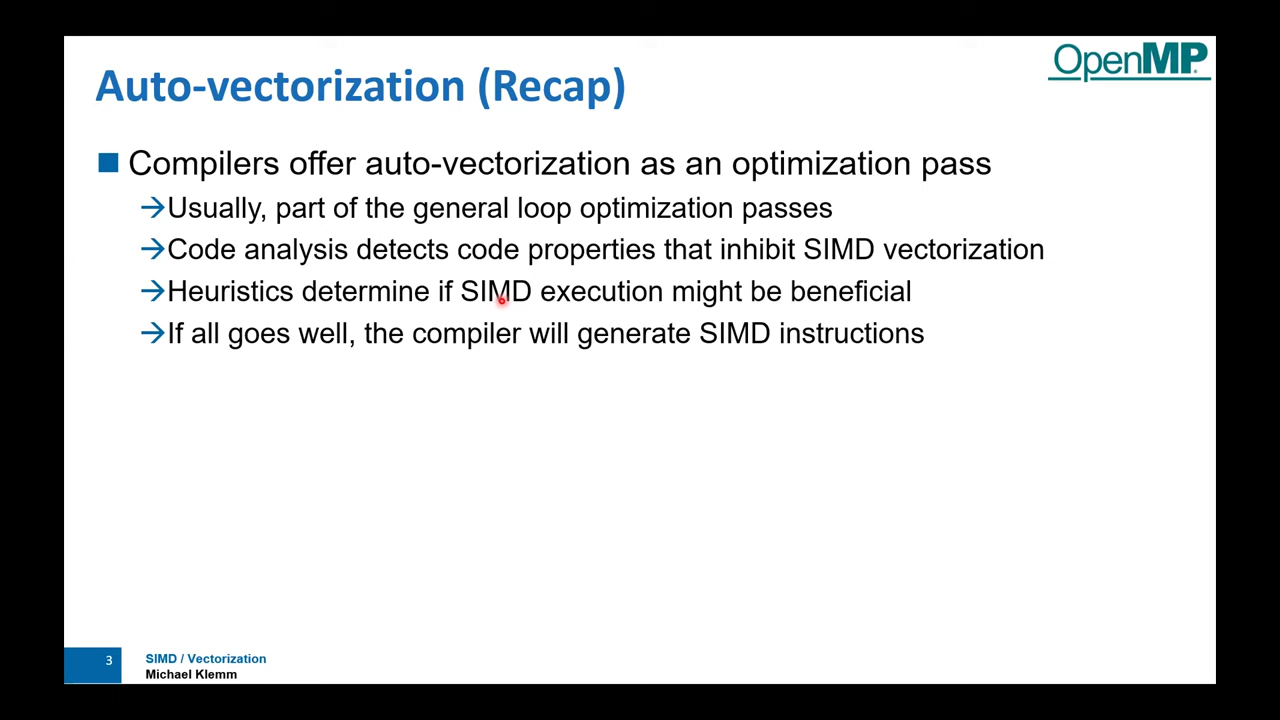 OpenMP
Auto-vectorization (Recap)
Compilers offer auto-vectorization as an optimization pass
→Usually, part of the general loop optimization passes
→Code analysis detects code properties that inhibit SIMD vectorization
→Heuristics determine if SIMD execution might be beneficial
→If all goes well, the compiler will generate SIMD instructions
3
SIMD / Vectorization
Michael Klemm